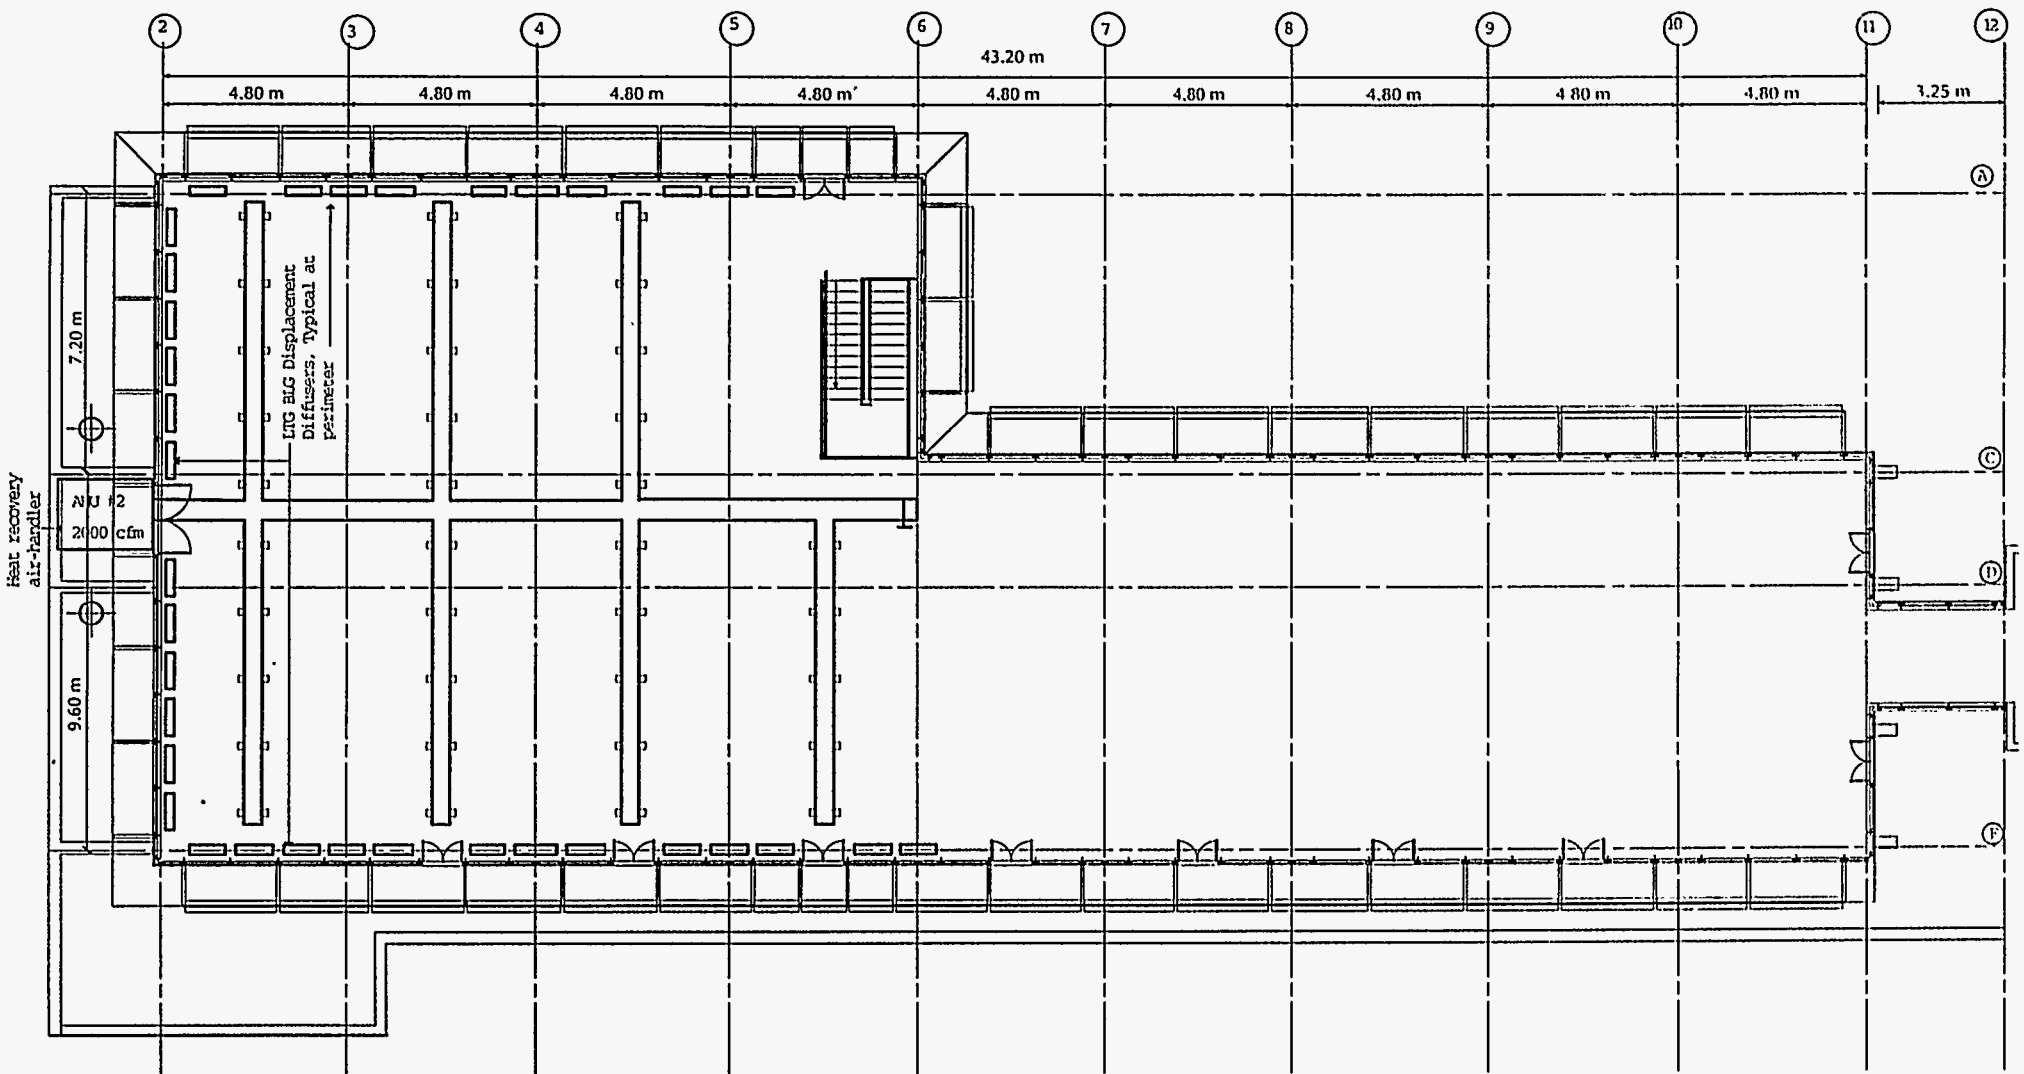 2 3 4 5 6 7 8 9 10 11 12
43.20 m
4.80 m 4.80 m 4.80 m 4.80 m 4.80 m 4.80 m 4.80 m 4.80 m 4.80 m 3.25 m
A
7.20 m
LTG BLG Displacement
Diffusers, Typical at
perimeter
C
Heat recovery
air-handler
AHU #2
2000 cfm
D
9.60 m
F